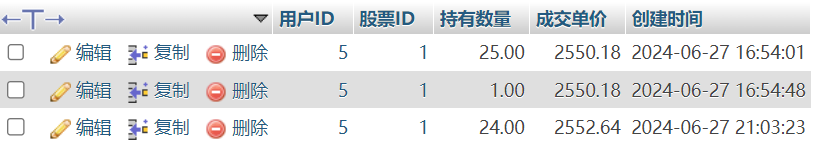 ←T→ 用户ID 股票ID 持有数量 成交单价 创建时间
编辑 复制 删除 5 1 25.00 2550.18 2024-06-27 16:54:01
编辑 复制 删除 5 1 1.00 2550.18 2024-06-27 16:54:48
编辑 复制 删除 5 1 24.00 2552.64 2024-06-27 21:03:23